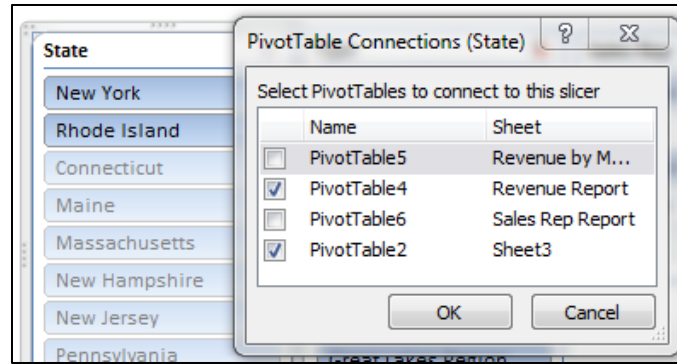 State
New York
Rhode Island
Connecticut
Maine
Massachusetts
New Hampshire
New Jersey
Pennsylvania
PivotTable Connections (State)
Select PivotTables to connect to this slicer
Name Sheet
PivotTable5 Revenue by M...
PivotTable4 Revenue Report
PivotTable6 Sales Rep Report
PivotTable2 Sheet3
OK Cancel
Great Lakes Region